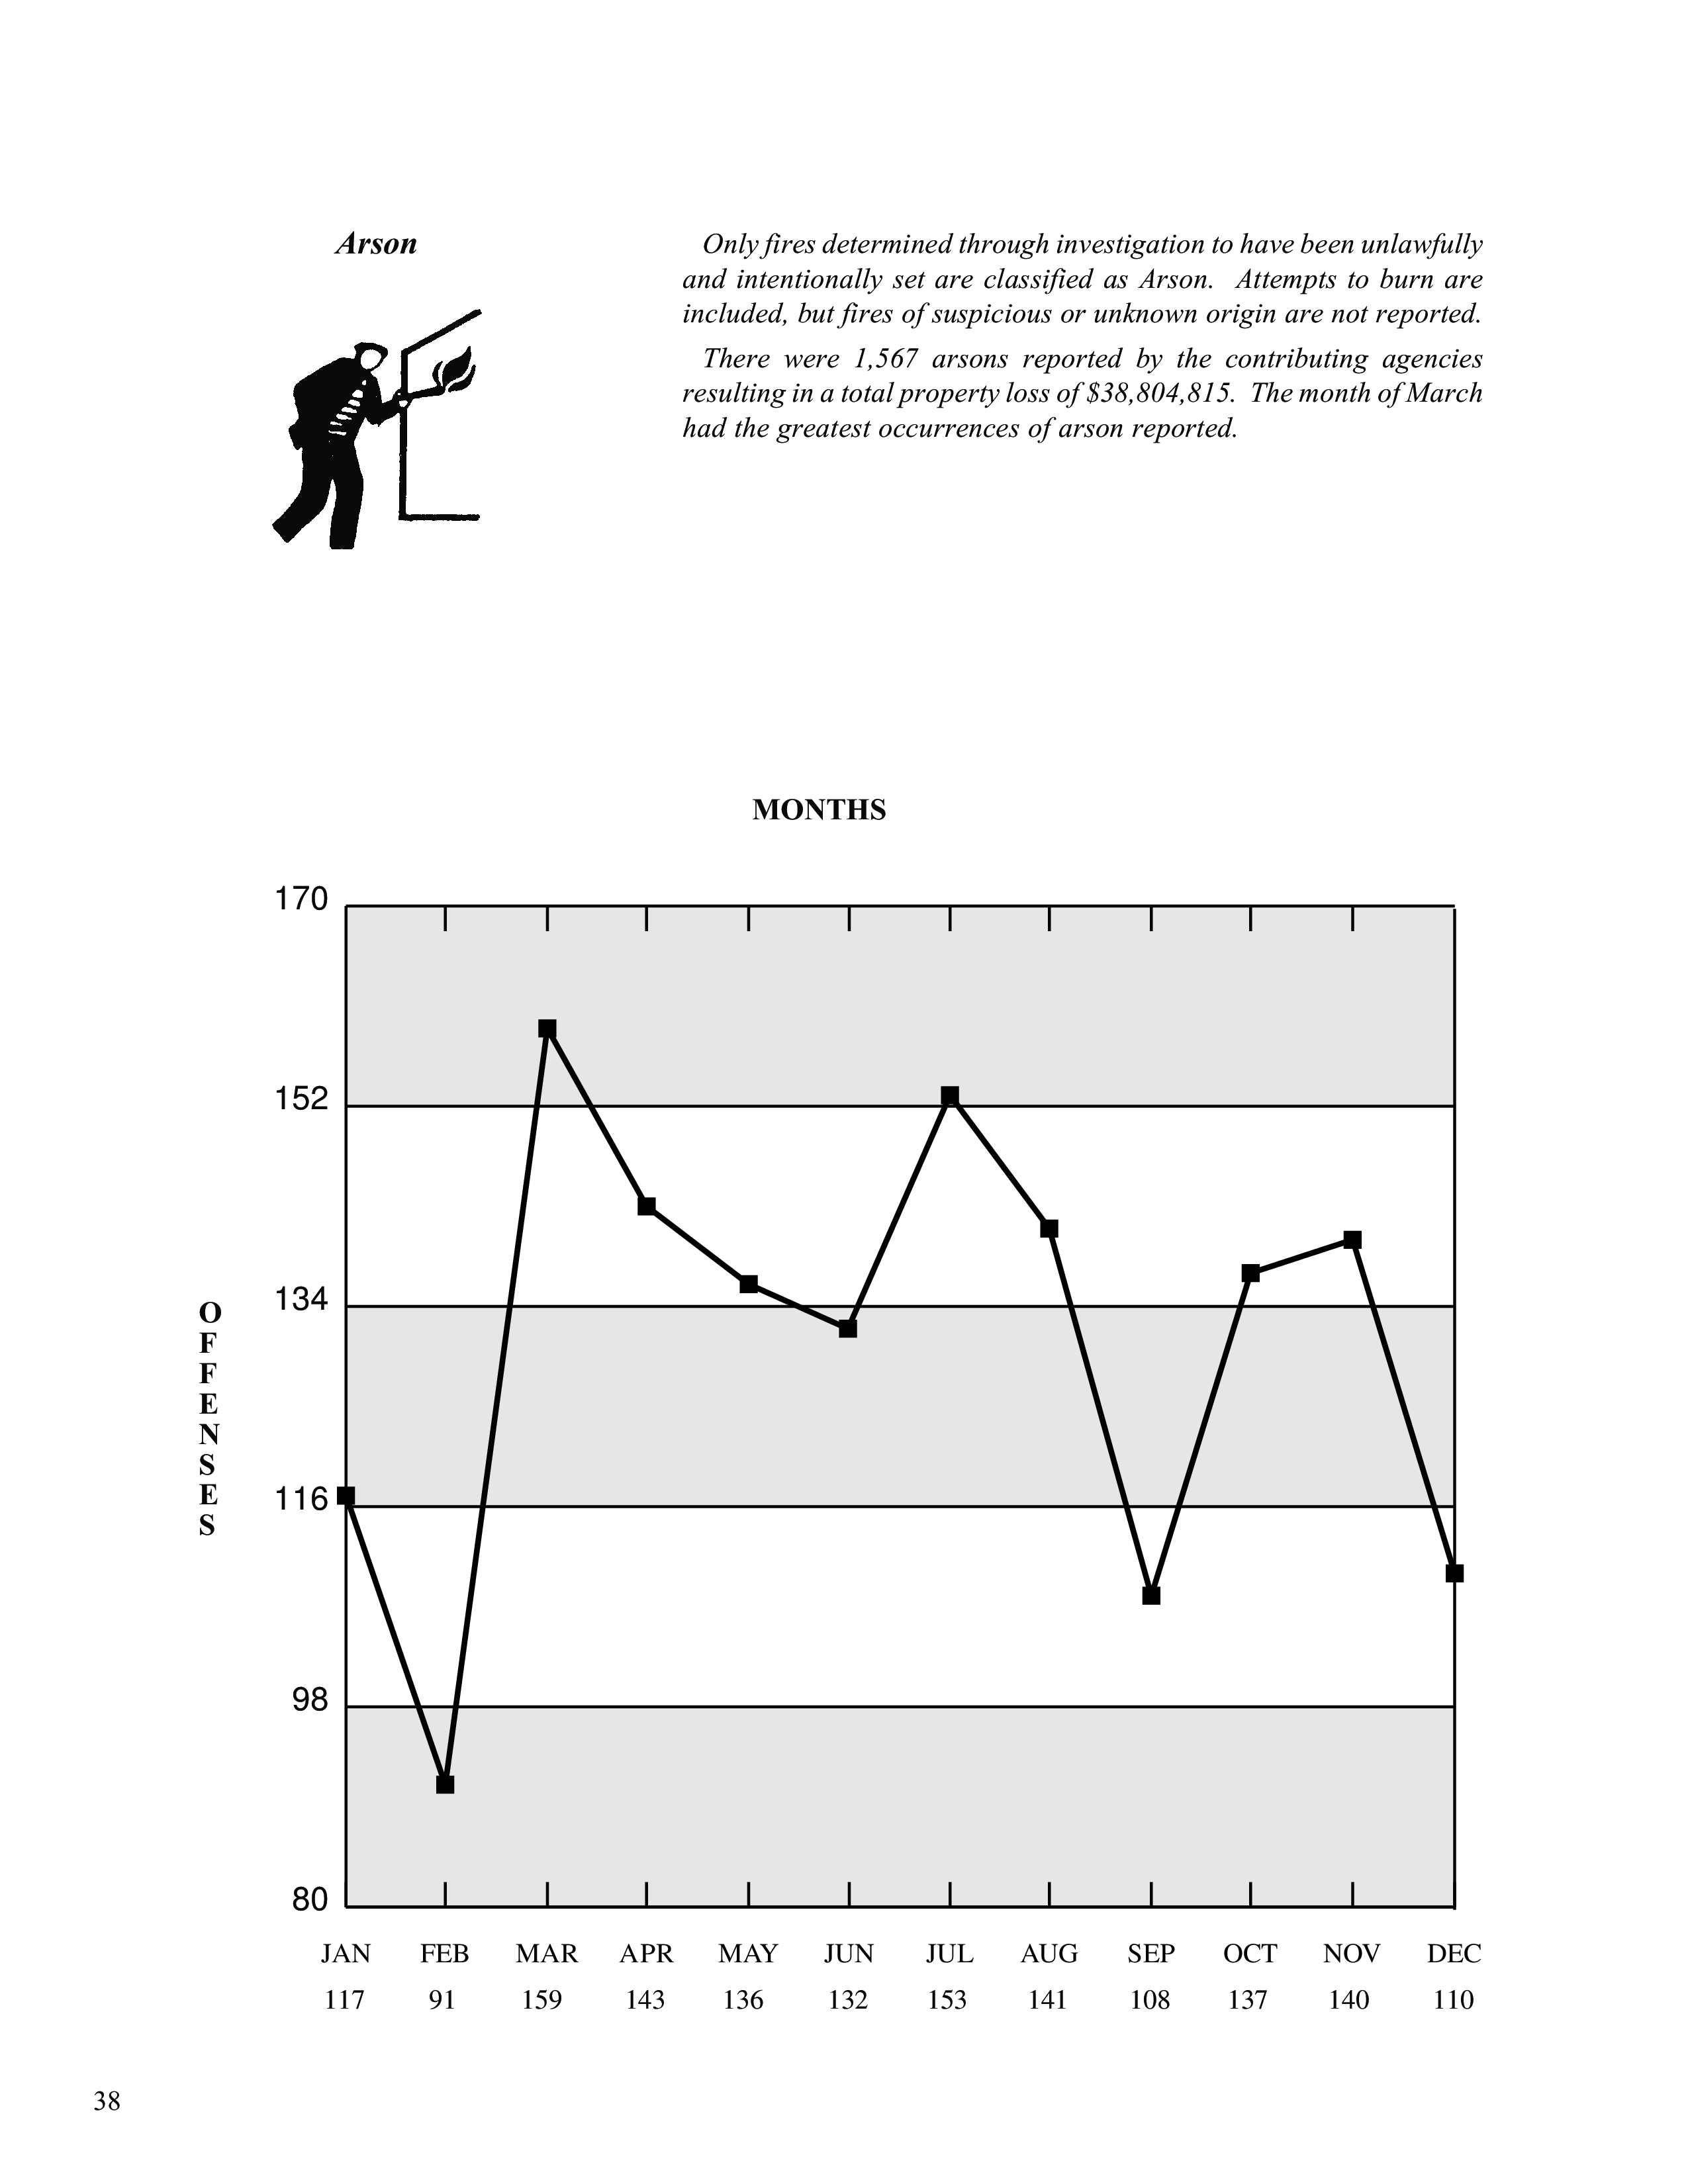 Arson
Only fires determined through investigation to have been unlawfully
and intentionally set are classified as Arson. Attempts to burn are
included, but fires of suspicious or unknown origin are not reported.
There were 1,567 arsons reported by the contributing agencies
resulting in a total property loss of $38,804,815. The month of March
had the greatest occurrences of arson reported.
MONTHS
OFFENSES
170
152
134
116
98
80
JAN FEB MAR APR MAY JUN JUL AUG SEP OCT NOV DEC
117 91 159 143 136 132 153 141 108 137 140 110
38